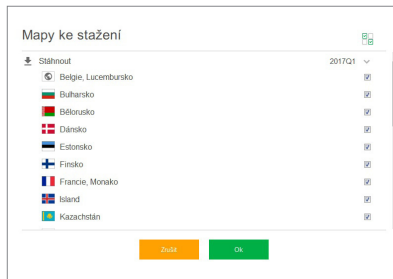 Mapy ke stažení
Stáhnout 2017Q1
Belgie, Lucembursko
Bulharsko
Bělorusko
Dánsko
Estonsko
Finsko
Francie, Monako
Island
Kazachstán
Zrušit Ok